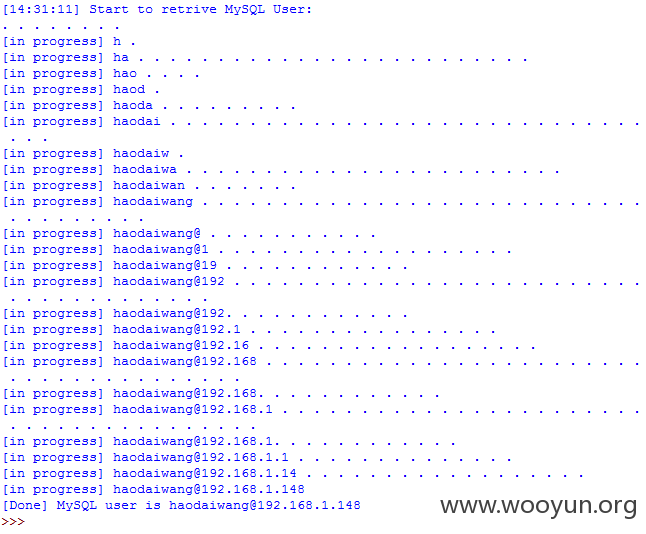 [14:31:11] Start to retrive MySQL User:
. . . . . . . .
[in progress] h .
[in progress] ha . . . . . . . . . . . . . . . . . . . . . . . . .
[in progress] hao . . . .
[in progress] haod .
[in progress] haoda . . . . . . . . .
[in progress] haodai . . . . . . . . . . . . . . . . . . . . . . . . . . . . . . . . .
. . .
[in progress] haodaiw .
[in progress] haodaiwa . . . . . . . . . . . . . . . . . . . . . . . . . .
[in progress] haodaiwan . . . . . . .
[in progress] haodaiwang . . . . . . . . . . . . . . . . . . . . . . . . . . . . . .
. . . . . . . . .
[in progress] haodaiwang@ . . . . . . . . . . .
[in progress] haodaiwang@1 . . . . . . . . . . . . . . . . . . . . .
[in progress] haodaiwang@19 . . . . . . . . . . . . .
[in progress] haodaiwang@192 . . . . . . . . . . . . . . . . . . . . . . . . . . . .
. . . . . . . . . . . . . .
[in progress] haodaiwang@192. . . . . . . . . . . .
[in progress] haodaiwang@192.1 . . . . . . . . . . . . . . . . . .
[in progress] haodaiwang@192.16 . . . . . . . . . . . . . . . . . . .
[in progress] haodaiwang@192.168 . . . . . . . . . . . . . . . . . . . . . . . . . .
. . . . . . . . . . . . . . . .
[in progress] haodaiwang@192.168. . . . . . . . . . . .
[in progress] haodaiwang@192.168.1 . . . . . . . . . . . . . . . . . . . . . . . . .
. . . . . . . . . . . . . . . . .
[in progress] haodaiwang@192.168.1. . . . . . . . . . . .
[in progress] haodaiwang@192.168.1.1 . . . . . . . . . . . . . . .
[in progress] haodaiwang@192.168.1.14 . . . . . . . . . . . . . . . . . . .
[in progress] haodaiwang@192.168.1.148
[Done] MySQL user is haodaiwang@192.168.1.148
>>>
www.wooyun.org